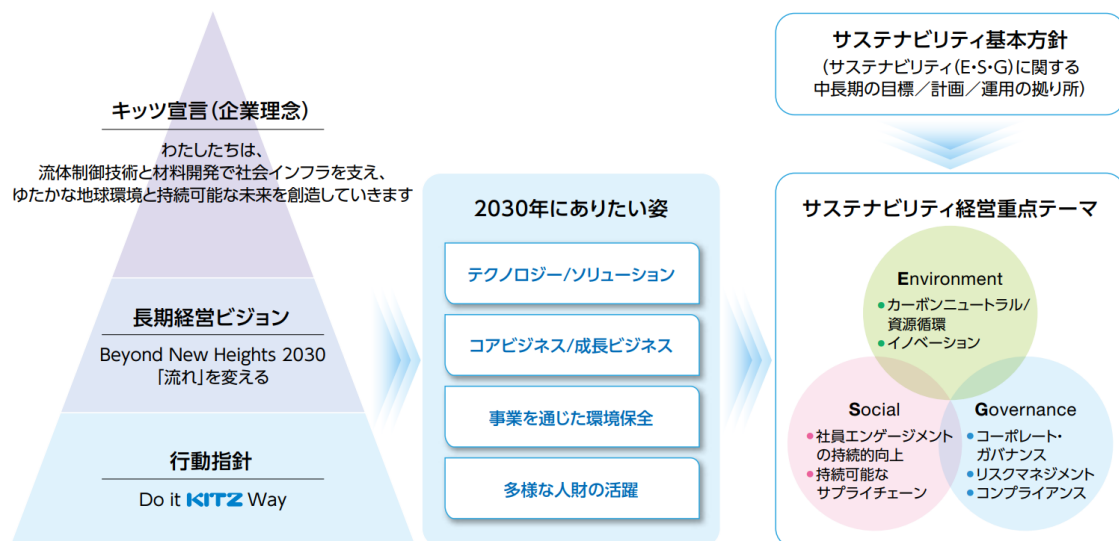 キッツ宣言(企業理念)
わたしたちは、
流体制御技術と材料開発で社会インフラを支え、
ゆたかな地球環境と持続可能な未来を創造していきます
長期経営ビジョン
Beyond New Heights 2030
「流れ」を変える
行動指針
Do it KITZ Way
2030年にありたい姿
テクノロジー/ソリューション
コアビジネス/成長ビジネス
事業を通じた環境保全
多様な人財の活躍
サステナビリティ基本方針
(サステナビリティ(E・S・G)に関する
中長期の目標/計画/運用の拠り所)
サステナビリティ経営重点テーマ
Environment
●カーボンニュートラル/
資源循環
●イノベーション
Social
●社員エンゲージメント
の持続的向上
●持続可能な
サプライチェーン
Governance
●コーポレート・
ガバナンス
●リスクマネジメント
●コンプライアンス